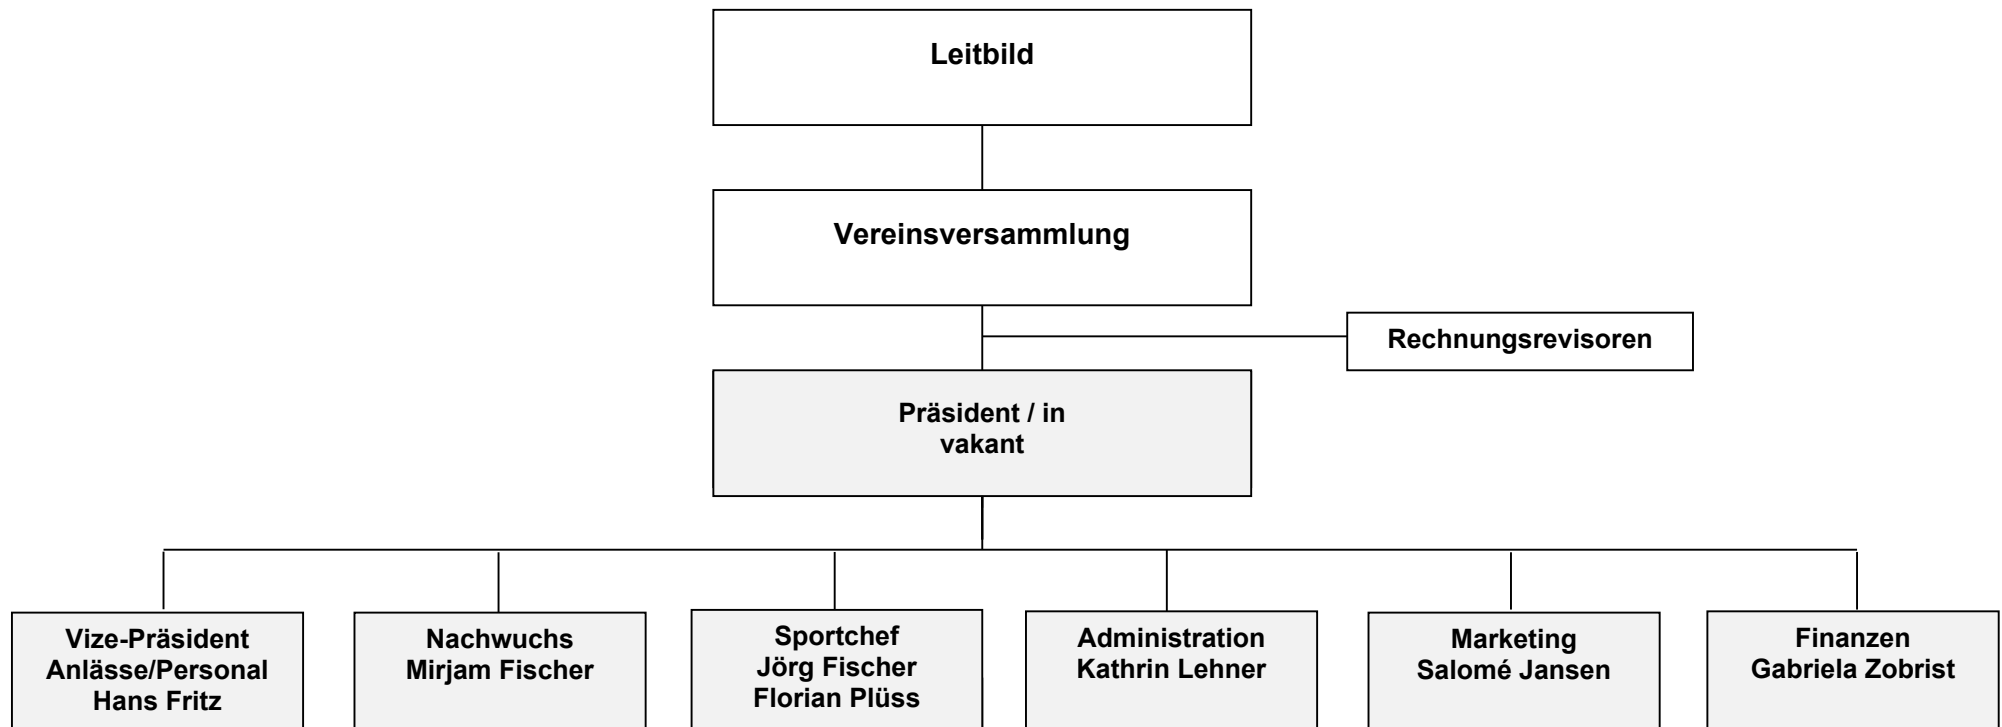 Leitbild
Vereinsversammlung
Rechnungsrevisoren
Präsident / in
vakant
Vize-Präsident
Anlässe/Personal
Hans Fritz
Nachwuchs
Mirjam Fischer
Sportchef
Jörg Fischer
Florian Plüss
Administration
Kathrin Lehner
Marketing
Salomé Jansen
Finanzen
Gabriela Zobrist